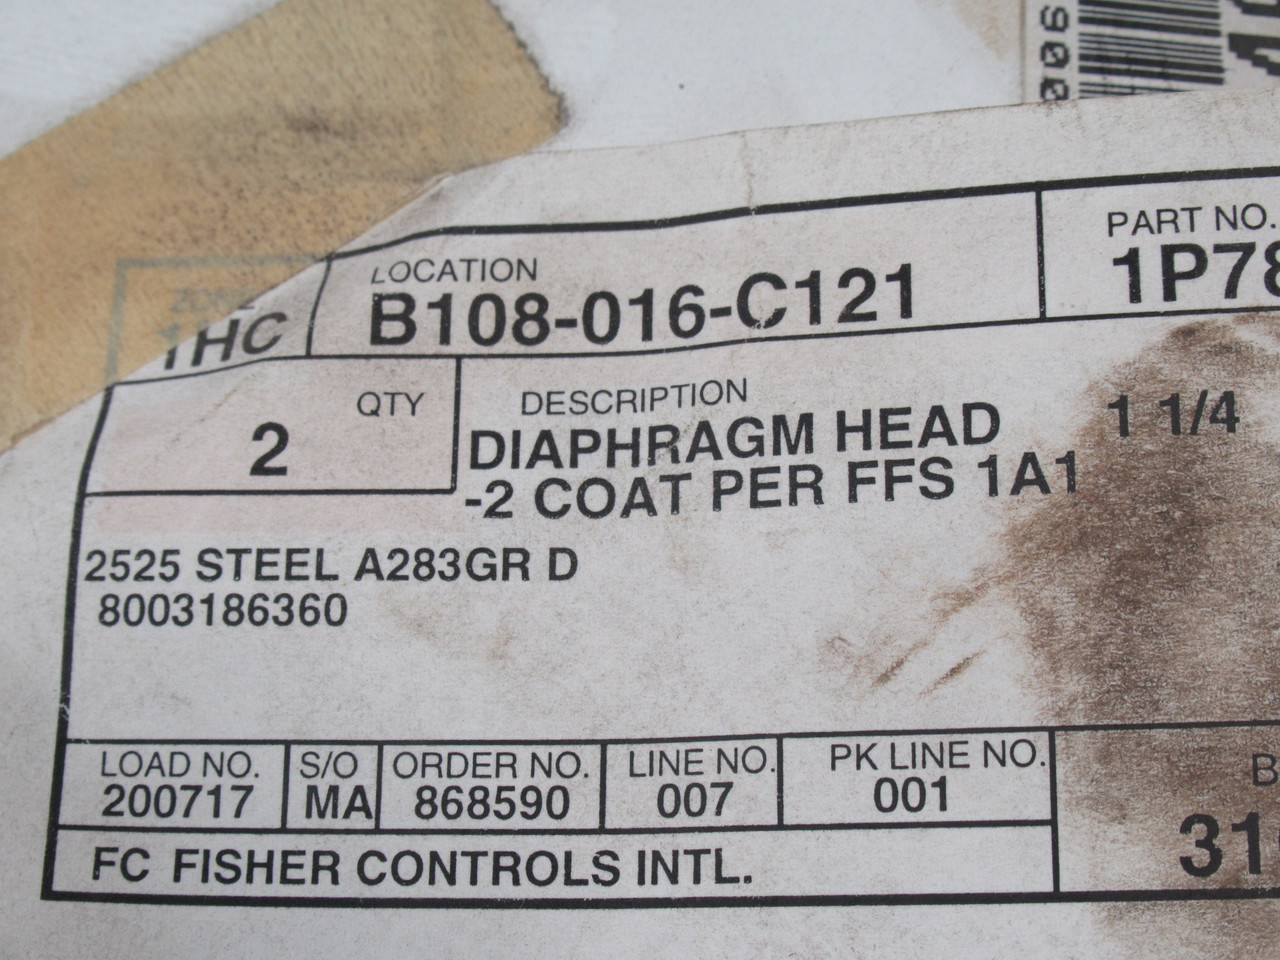 006
LOCATION
B108-016-C121
PART NO.
1P78
ZONE
1HC
QTY
2
DESCRIPTION
DIAPHRAGM HEAD 1 1/4
-2 COAT PER FFS 1A1
2525 STEEL A283GR D
8003186360
LOAD NO.
200717
S/O
MA
ORDER NO.
868590
LINE NO.
007
PK LINE NO.
001
B
31
FC FISHER CONTROLS INTL.